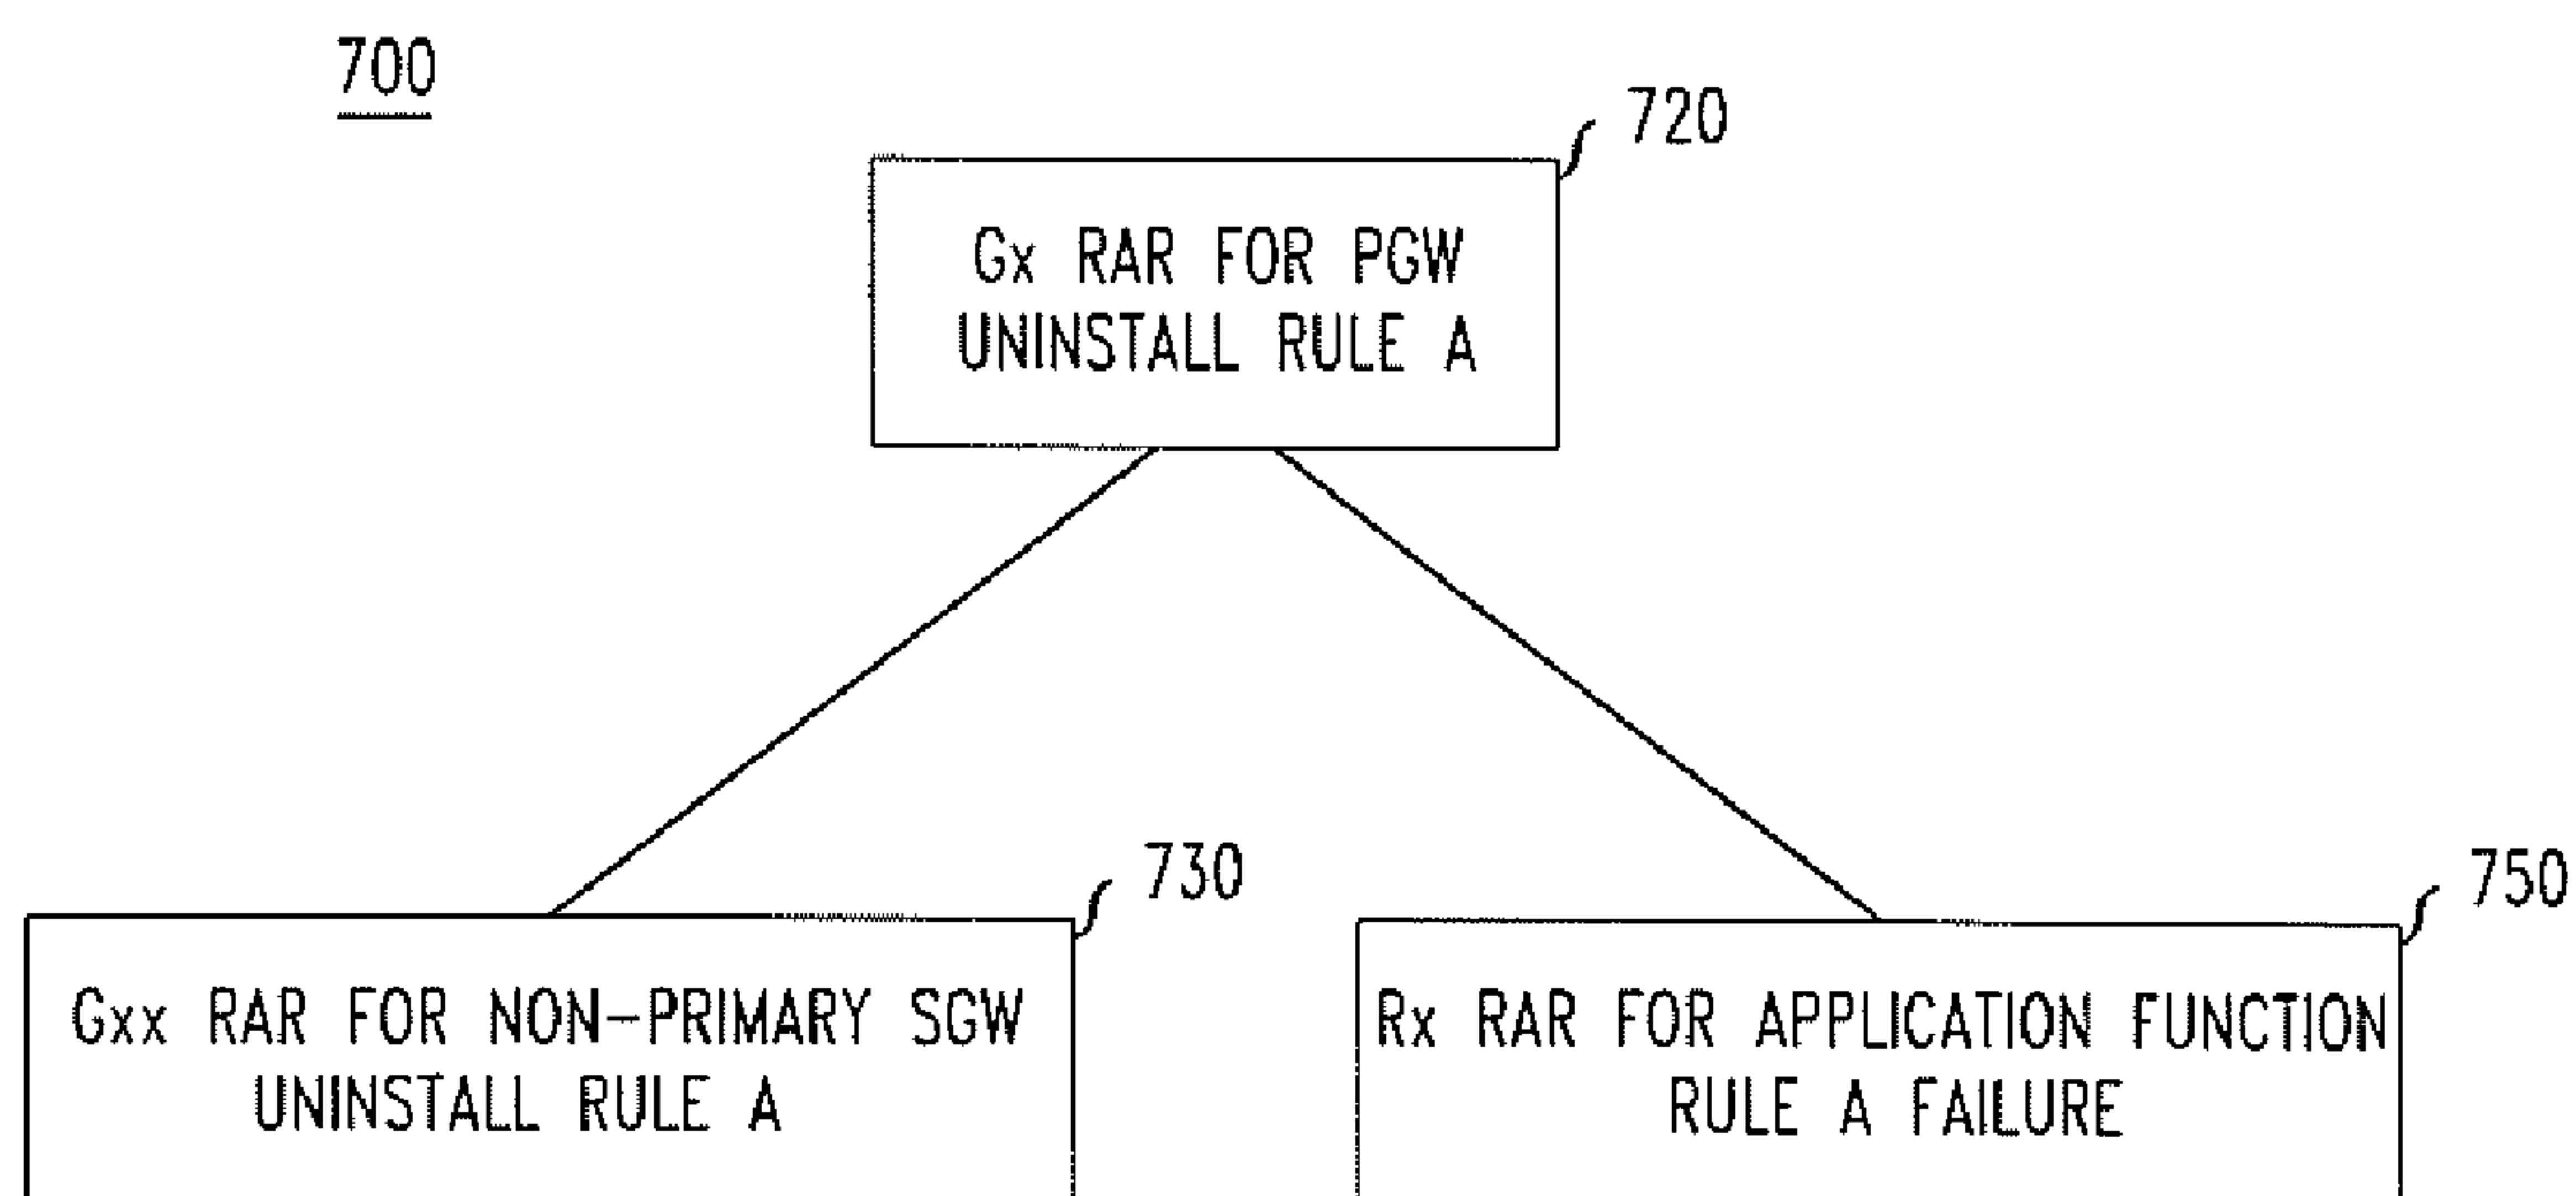 700
720
Gx RAR FOR PGW
UNINSTALL RULE A
730
750
Gxx RAR FOR NON-PRIMARY SGW
UNINSTALL RULE A
Rx RAR FOR APPLICATION FUNCTION
RULE A FAILURE